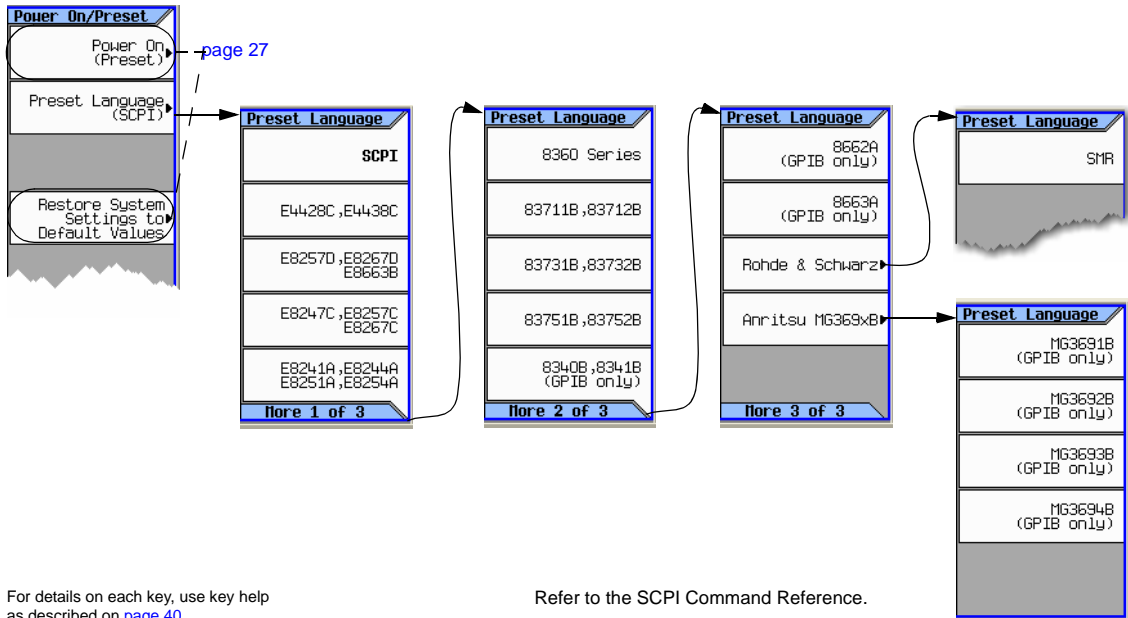 Power On/Preset
Power On
(Preset)
page 27
Preset Language
(SCPI)
Restore System
Settings to
Default Values
Preset Language
SCPI
E4428C,E4438C
E8257D,E8267D
E8663B
E8247C,E8257C
E8267C
E8241A,E8244A
E8251A,E8254A
More 1 of 3
Preset Language
8360 Series
83711B,83712B
83731B,83732B
83751B,83752B
8340B,8341B
(GPIB only)
More 2 of 3
Preset Language
8662A
(GPIB only)
8663A
(GPIB only)
Rohde & Schwarz
Anritsu MG369xB
More 3 of 3
Preset Language
SMR
Preset Language
MG3691B
(GPIB only)
MG3692B
(GPIB only)
MG3693B
(GPIB only)
MG3694B
(GPIB only)
For details on each key, use key help
as described on page 40.
Refer to the SCPI Command Reference.